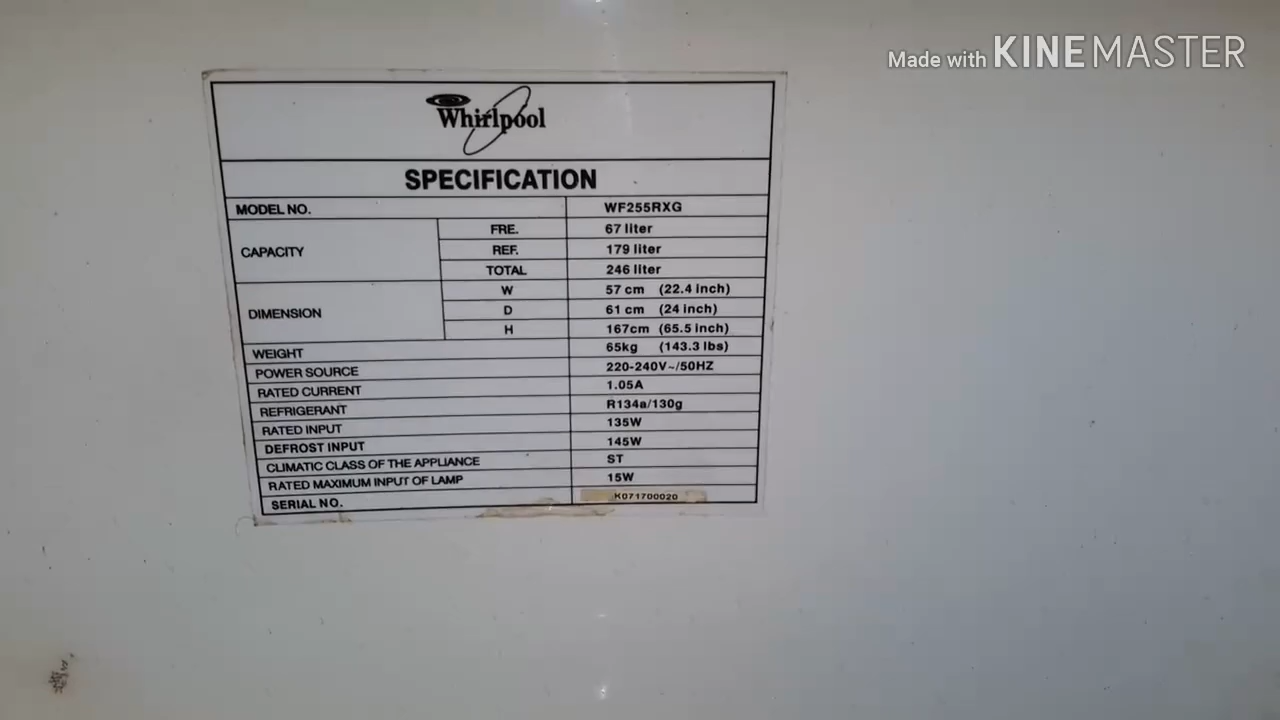 Made with KINEMASTER
Whirlpool
SPECIFICATION
MODEL NO. WF255RXG
CAPACITY
FRE. 67 liter
REF. 179 liter
TOTAL 246 liter
DIMENSION
W 57 cm (22.4 inch)
D 61 cm (24 inch)
H 167cm (65.5 inch)
WEIGHT 65kg (143.3 lbs)
POWER SOURCE 220-240V~/50HZ
RATED CURRENT 1.05A
REFRIGERANT R134a/130g
RATED INPUT 135W
DEFROST INPUT 145W
CLIMATIC CLASS OF THE APPLIANCE ST
RATED MAXIMUM INPUT OF LAMP 15W
SERIAL NO. K071700020